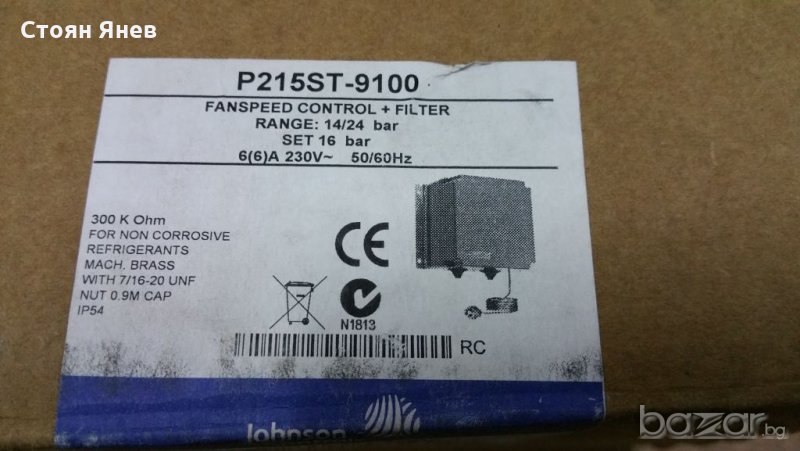 Стоян Янев
P215ST-9100
FANSPEED CONTROL + FILTER
RANGE: 14/24 bar
SET 16 bar
6(6)A 230V~ 50/60Hz
300 K Ohm
FOR NON CORROSIVE
REFRIGERANTS
MACH. BRASS
WITH 7/16-20 UNF
NUT 0.9M CAP
IP54
N1813
RC
Johnson
bazar.bg